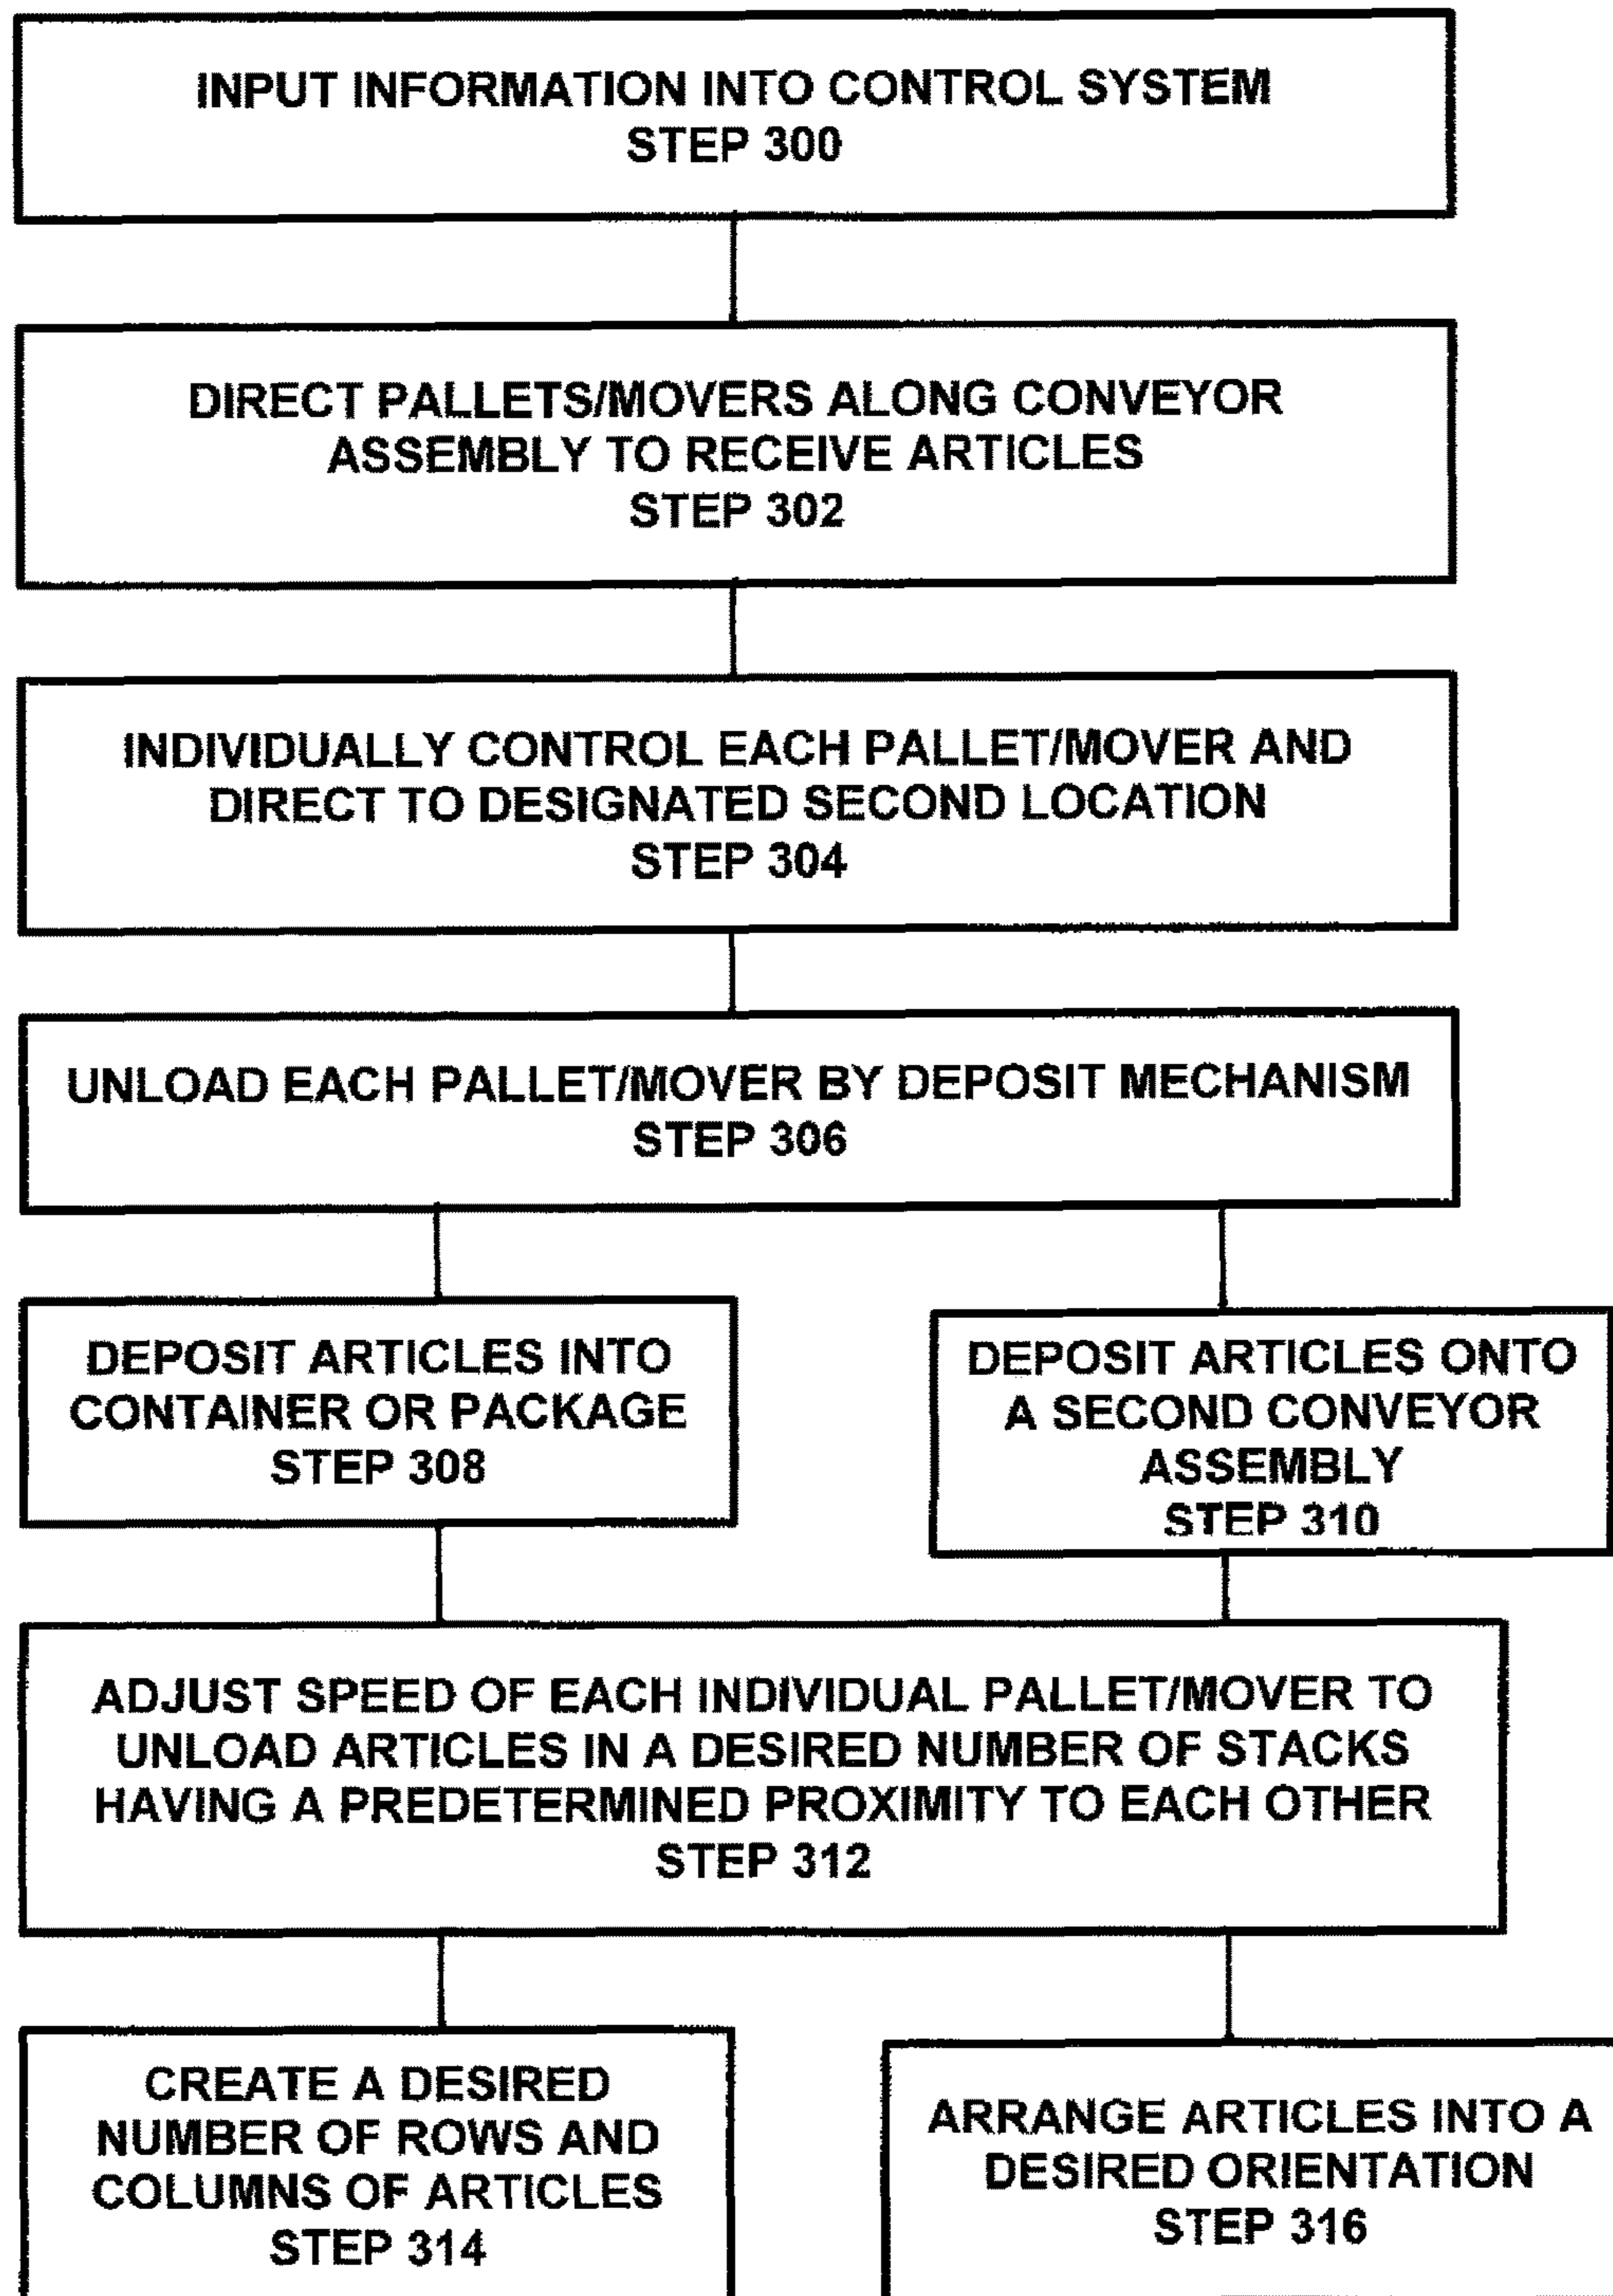 INPUT INFORMATION INTO CONTROL SYSTEM
STEP 300
DIRECT PALLETS/MOVERS ALONG CONVEYOR
ASSEMBLY TO RECEIVE ARTICLES
STEP 302
INDIVIDUALLY CONTROL EACH PALLET/MOVER AND
DIRECT TO DESIGNATED SECOND LOCATION
STEP 304
UNLOAD EACH PALLET/MOVER BY DEPOSIT MECHANISM
STEP 306
DEPOSIT ARTICLES INTO
CONTAINER OR PACKAGE
STEP 308
DEPOSIT ARTICLES ONTO
A SECOND CONVEYOR
ASSEMBLY
STEP 310
ADJUST SPEED OF EACH INDIVIDUAL PALLET/MOVER TO
UNLOAD ARTICLES IN A DESIRED NUMBER OF STACKS
HAVING A PREDETERMINED PROXIMITY TO EACH OTHER
STEP 312
CREATE A DESIRED
NUMBER OF ROWS AND
COLUMNS OF ARTICLES
STEP 314
ARRANGE ARTICLES INTO A
DESIRED ORIENTATION
STEP 316